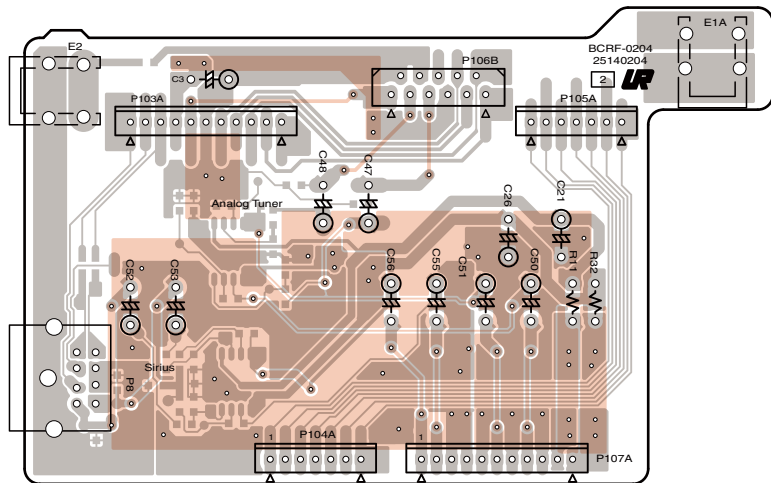 E1A
E2
BCRF-0204
25140204
P106B
C3
2 UR
P103A
P105A
C48
C47
Analog Tuner
C26
C21
C52
C53
C56
C55
C51
C50
R11
R32
Sirius
P8
1
P104A
1
P107A